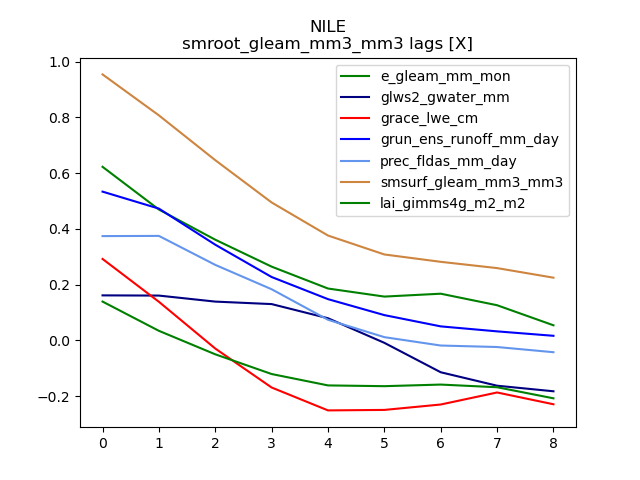 NILE
smroot_gleam_mm3_mm3 lags [X]
1.0
0.8
0.6
0.4
0.2
0.0
−0.2
0 1 2 3 4 5 6 7 8
e_gleam_mm_mon
glws2_gwater_mm
grace_lwe_cm
grun_ens_runoff_mm_day
prec_fldas_mm_day
smsurf_gleam_mm3_mm3
lai_gimms4g_m2_m2